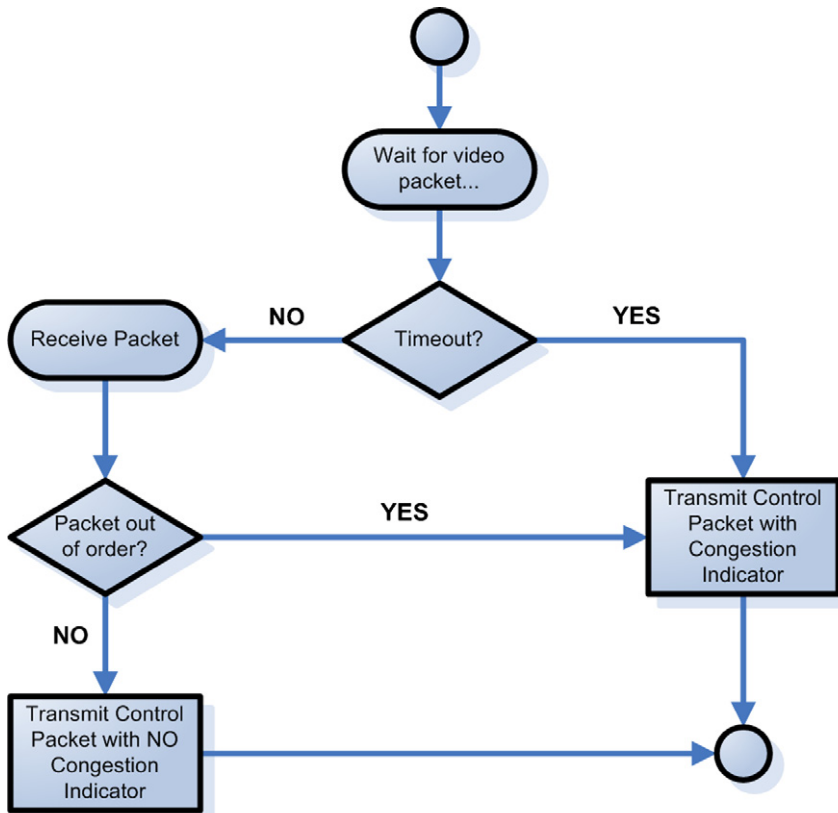 Wait for video
packet...
Timeout?
NO
YES
Receive Packet
Packet out
of order?
YES
Transmit Control
Packet with
Congestion
Indicator
NO
Transmit Control
Packet with NO
Congestion
Indicator